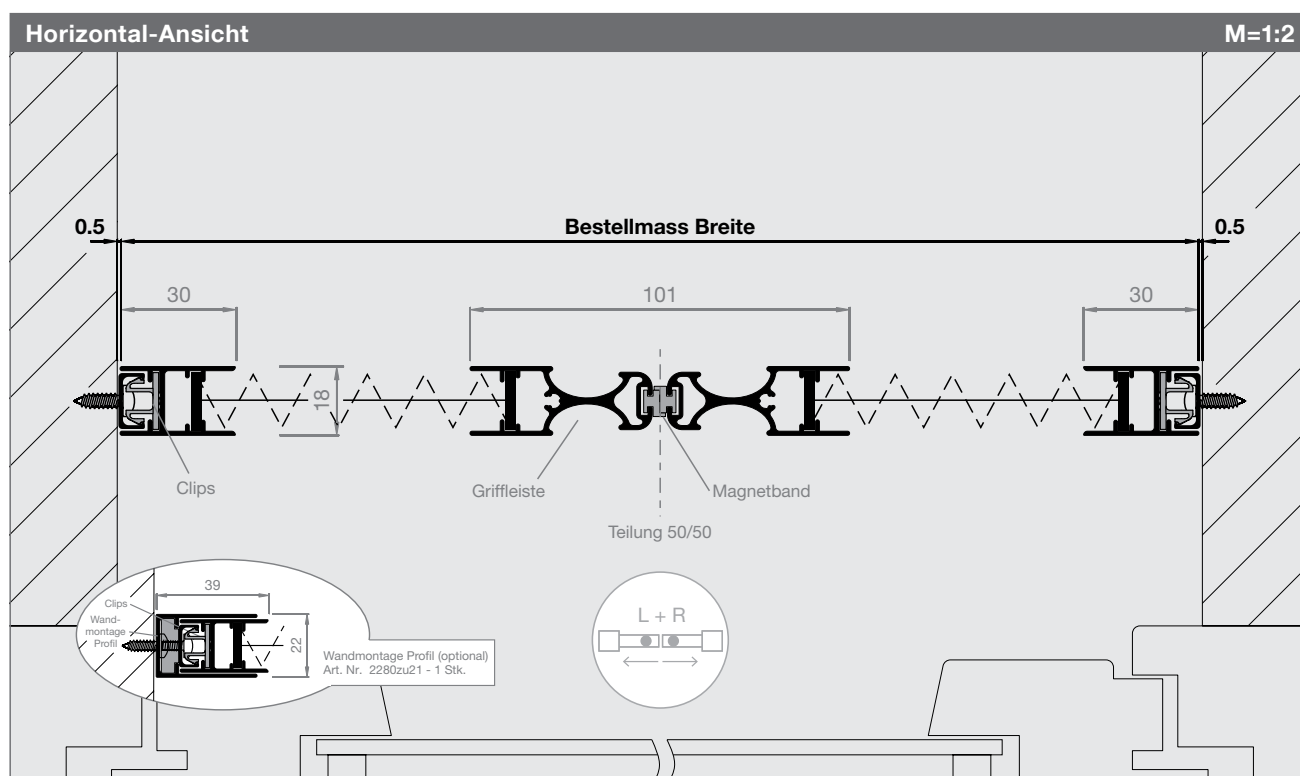 Horizontal-Ansicht M=1:2
0.5 Bestellmass Breite 0.5
30 101 30
18
Clips Griffleiste Magnetband
Teilung 50/50
39
Clips
Wand-
montage
Profil
22
Wandmontage Profil (optional)
Art. Nr. 2280zu21 - 1 Stk.
L + R